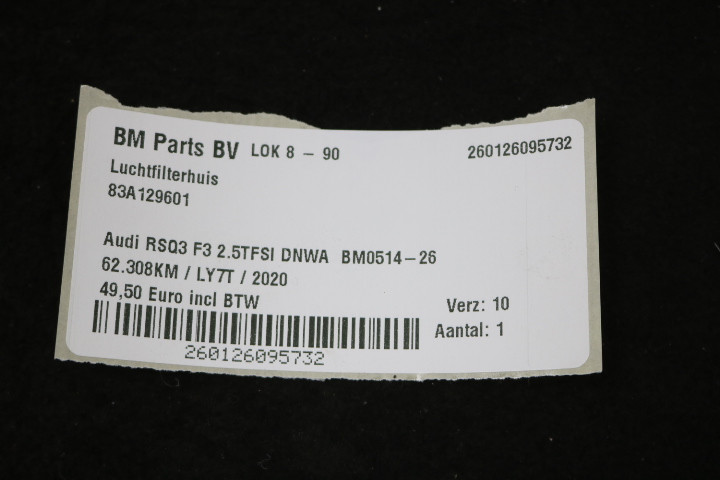 BM Parts BV LOK 8 - 90 260126095732
Luchtfilterhuis
83A129601
Audi RSQ3 F3 2.5TFSI DNWA BM0514-26
62.308KM / LY7T / 2020
49,50 Euro incl BTW
Verz: 10
Aantal: 1
260126095732